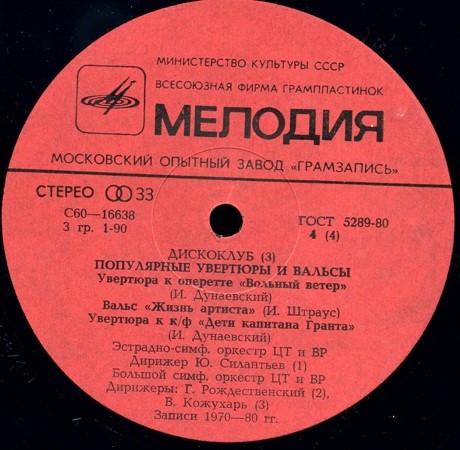 МИНИСТЕРСТВО КУЛЬТУРЫ СССР
ВСЕСОЮЗНАЯ ФИРМА ГРАМПЛАСТИНОК
МЕЛОДИЯ
МОСКОВСКИЙ ОПЫТНЫЙ ЗАВОД «ГРАМЗАПИСЬ»
СТЕРЕО 33
С60—16638
3 гр. 1-90
ГОСТ 5289-80
4 (4)
ДИСКОКЛУБ (3)
ПОПУЛЯРНЫЕ УВЕРТЮРЫ И ВАЛЬСЫ
Увертюра к оперетте «Вольный ветер»
(И. Дунаевский)
Вальс «Жизнь артиста» (И. Штраус)
Увертюра к к/ф «Дети капитана Гранта»
(И. Дунаевский)
Эстрадно-симф. оркестр ЦТ и ВР
Дирижер Ю. Силантьев (1)
Большой симф. оркестр ЦТ и ВР
Дирижеры: Г. Рождественский (2),
В. Кожухарь (3)
Записи 1970—80 гг.